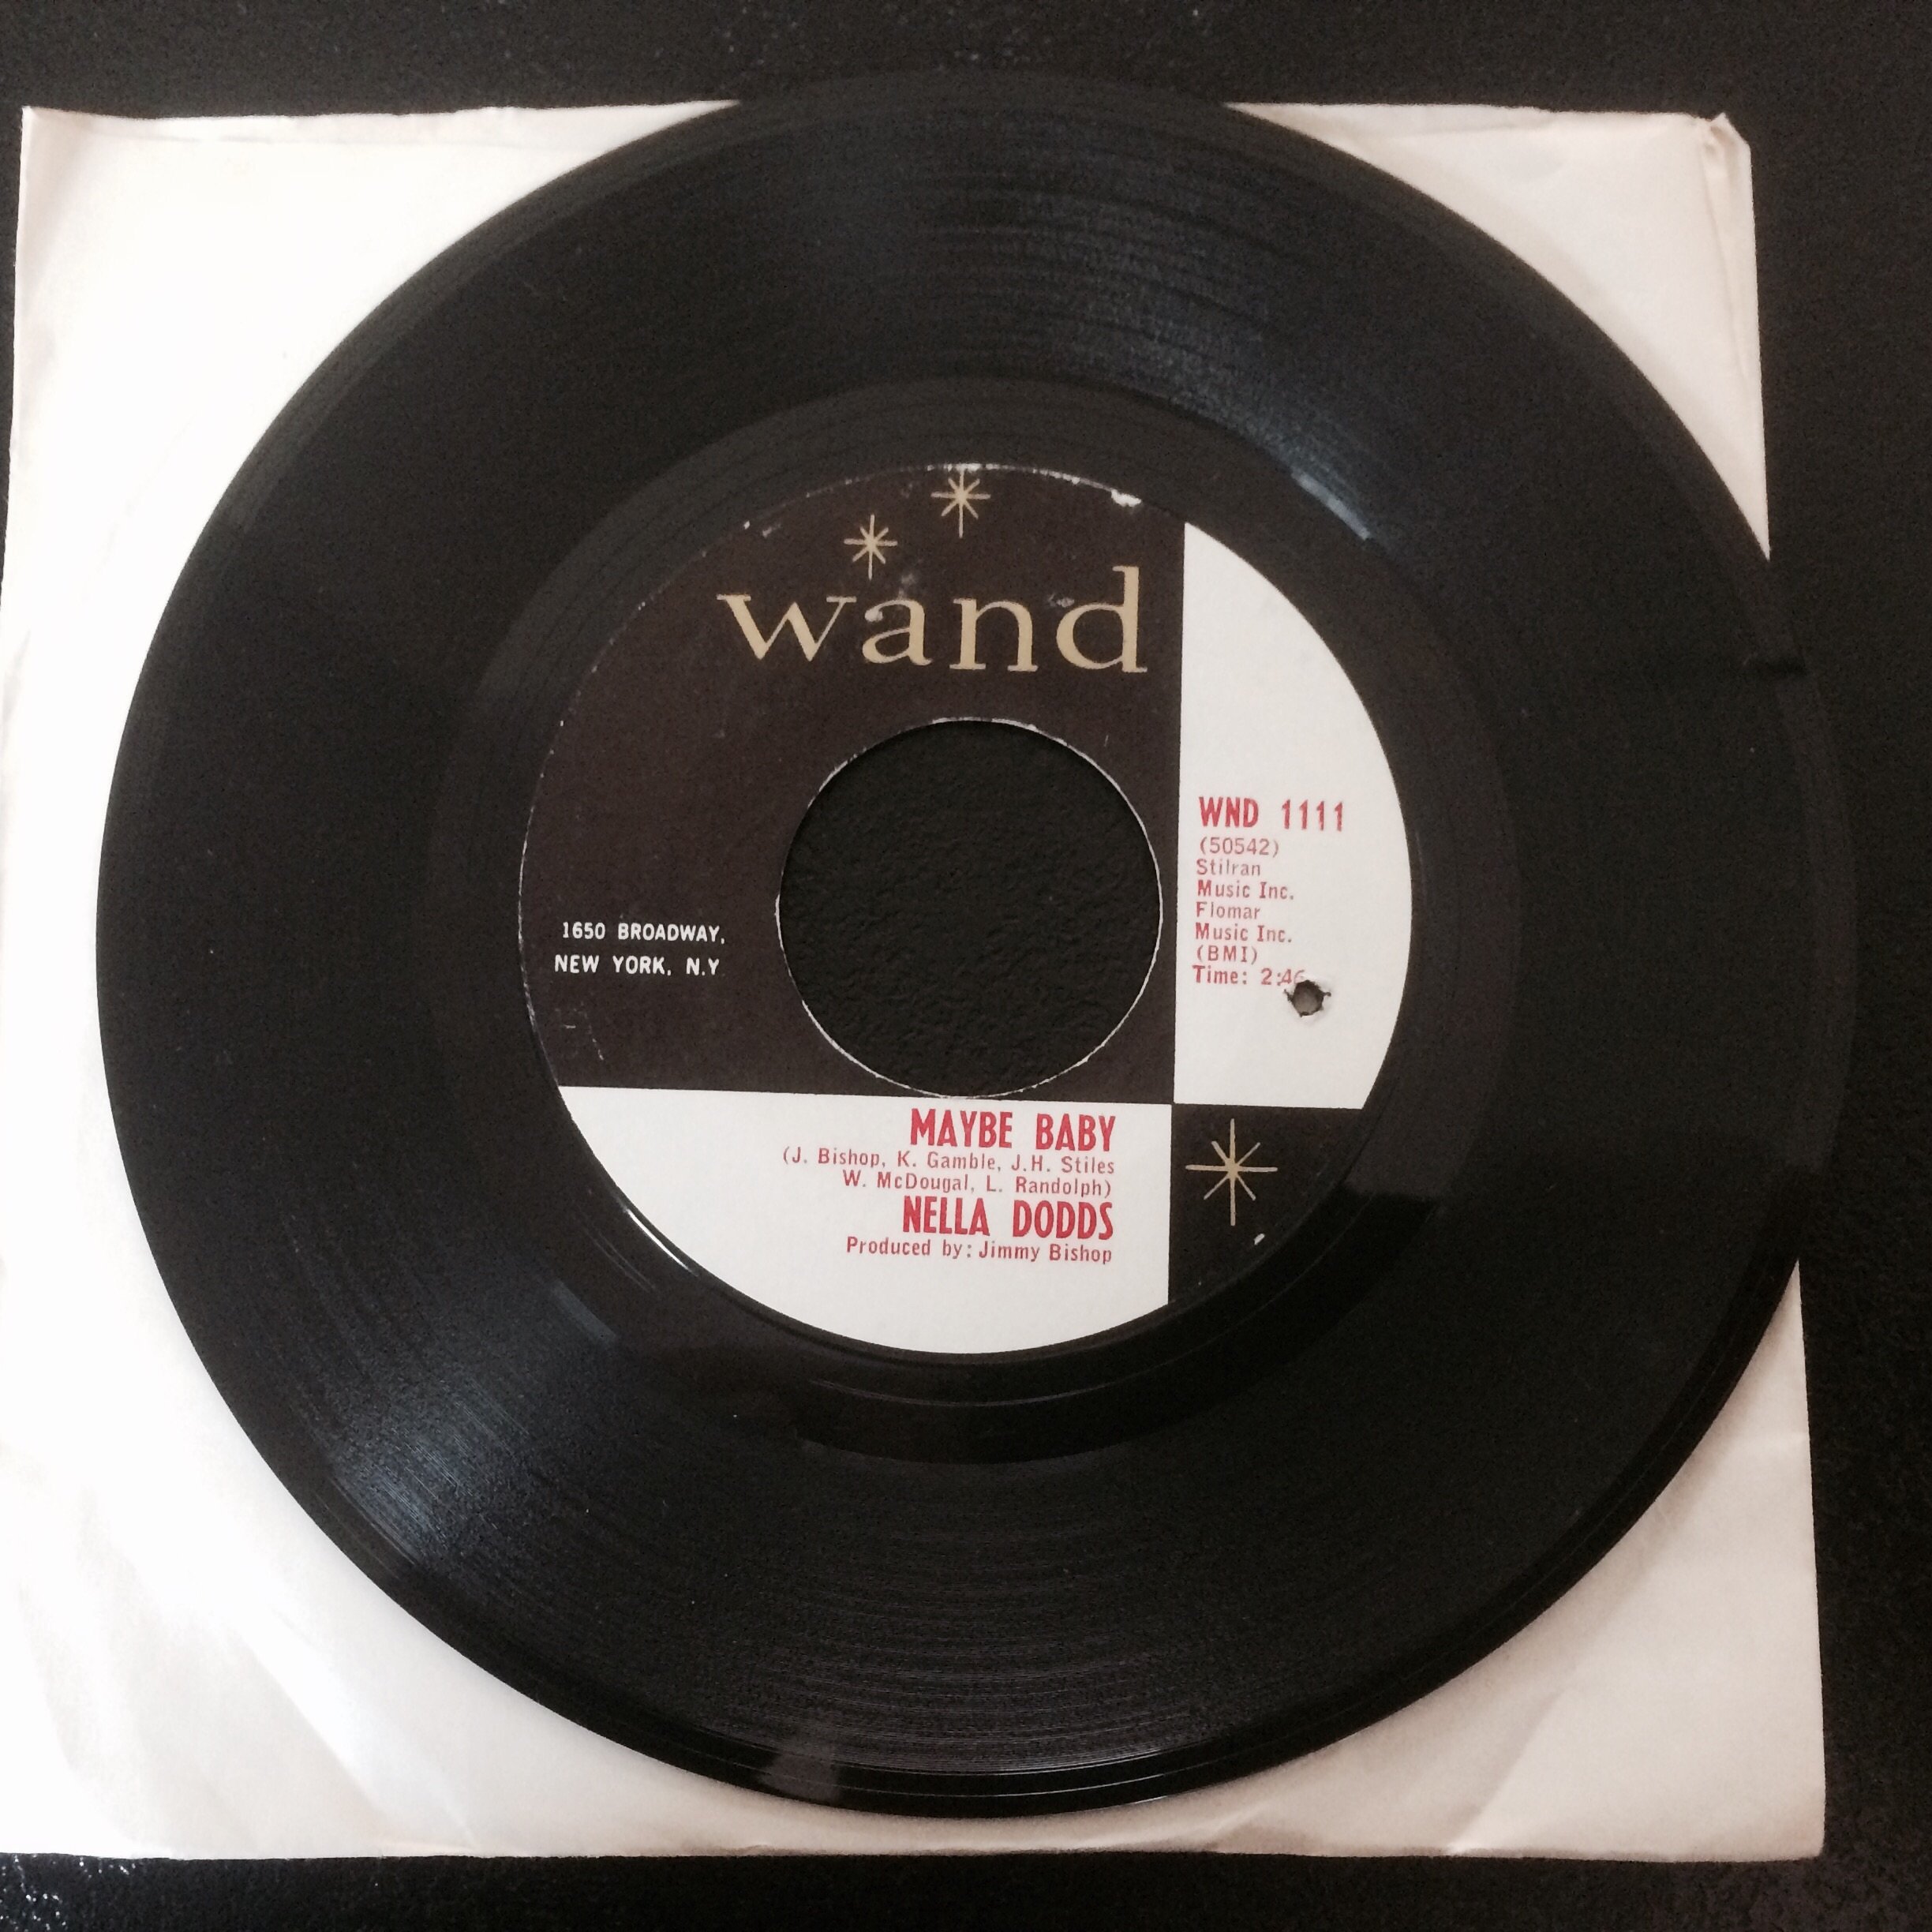 wand
1650 BROADWAY,
NEW YORK, N.Y
WND 1111
(50542)
Stilran
Music Inc.
Flomar
Music Inc.
(BMI)
Time: 2:46
MAYBE BABY
(J. Bishop, K. Gamble, J.H. Stiles
W. McDougal, L. Randolph)
NELLA DODDS
Produced by: Jimmy Bishop